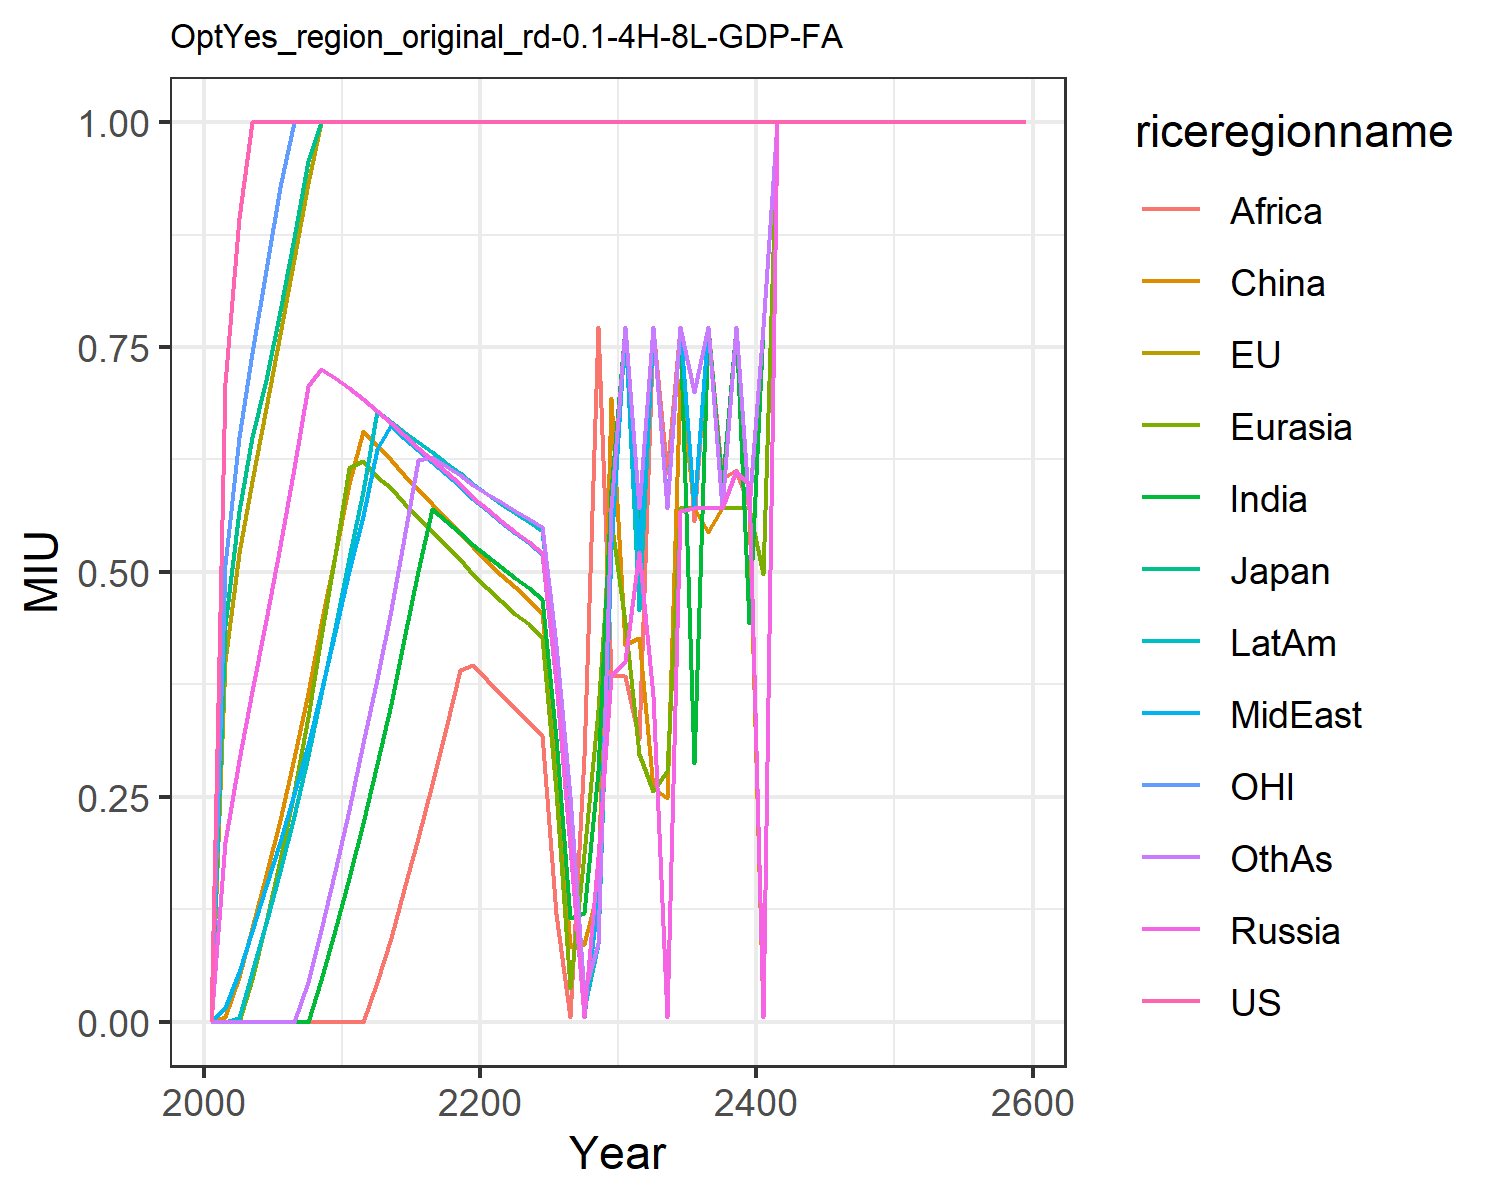 OptYes_region_original_rd-0.1-4H-8L-GDP-FA
1.00
0.75
0.50
0.25
0.00
MIU
2000 2200 2400 2600
Year
riceregionname
Africa
China
EU
Eurasia
India
Japan
LatAm
MidEast
OHI
OthAs
Russia
US